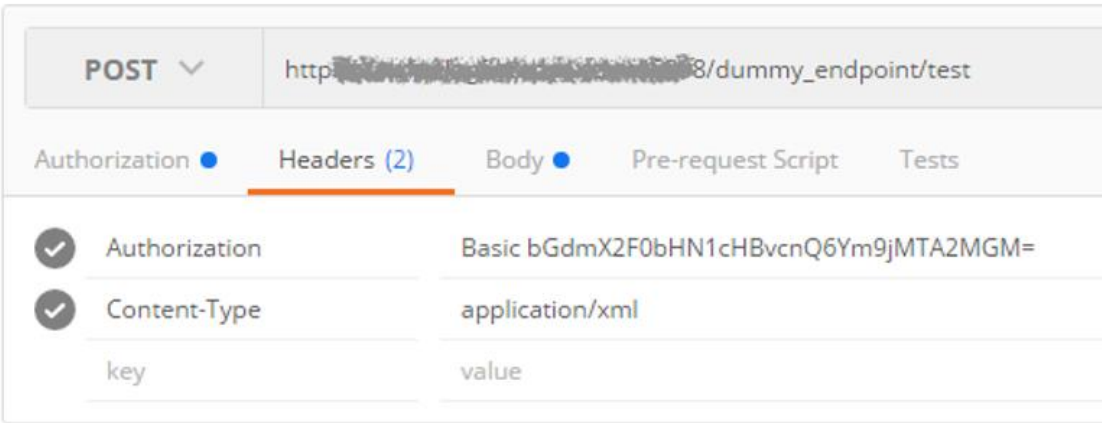 POST http 8/dummy_endpoint/test
Authorization Headers (2) Body Pre-request Script Tests
Authorization Basic bGdmX2F0bHN1cHBvcnQ6Ym9jMTA2MGM=
Content-Type application/xml
key value